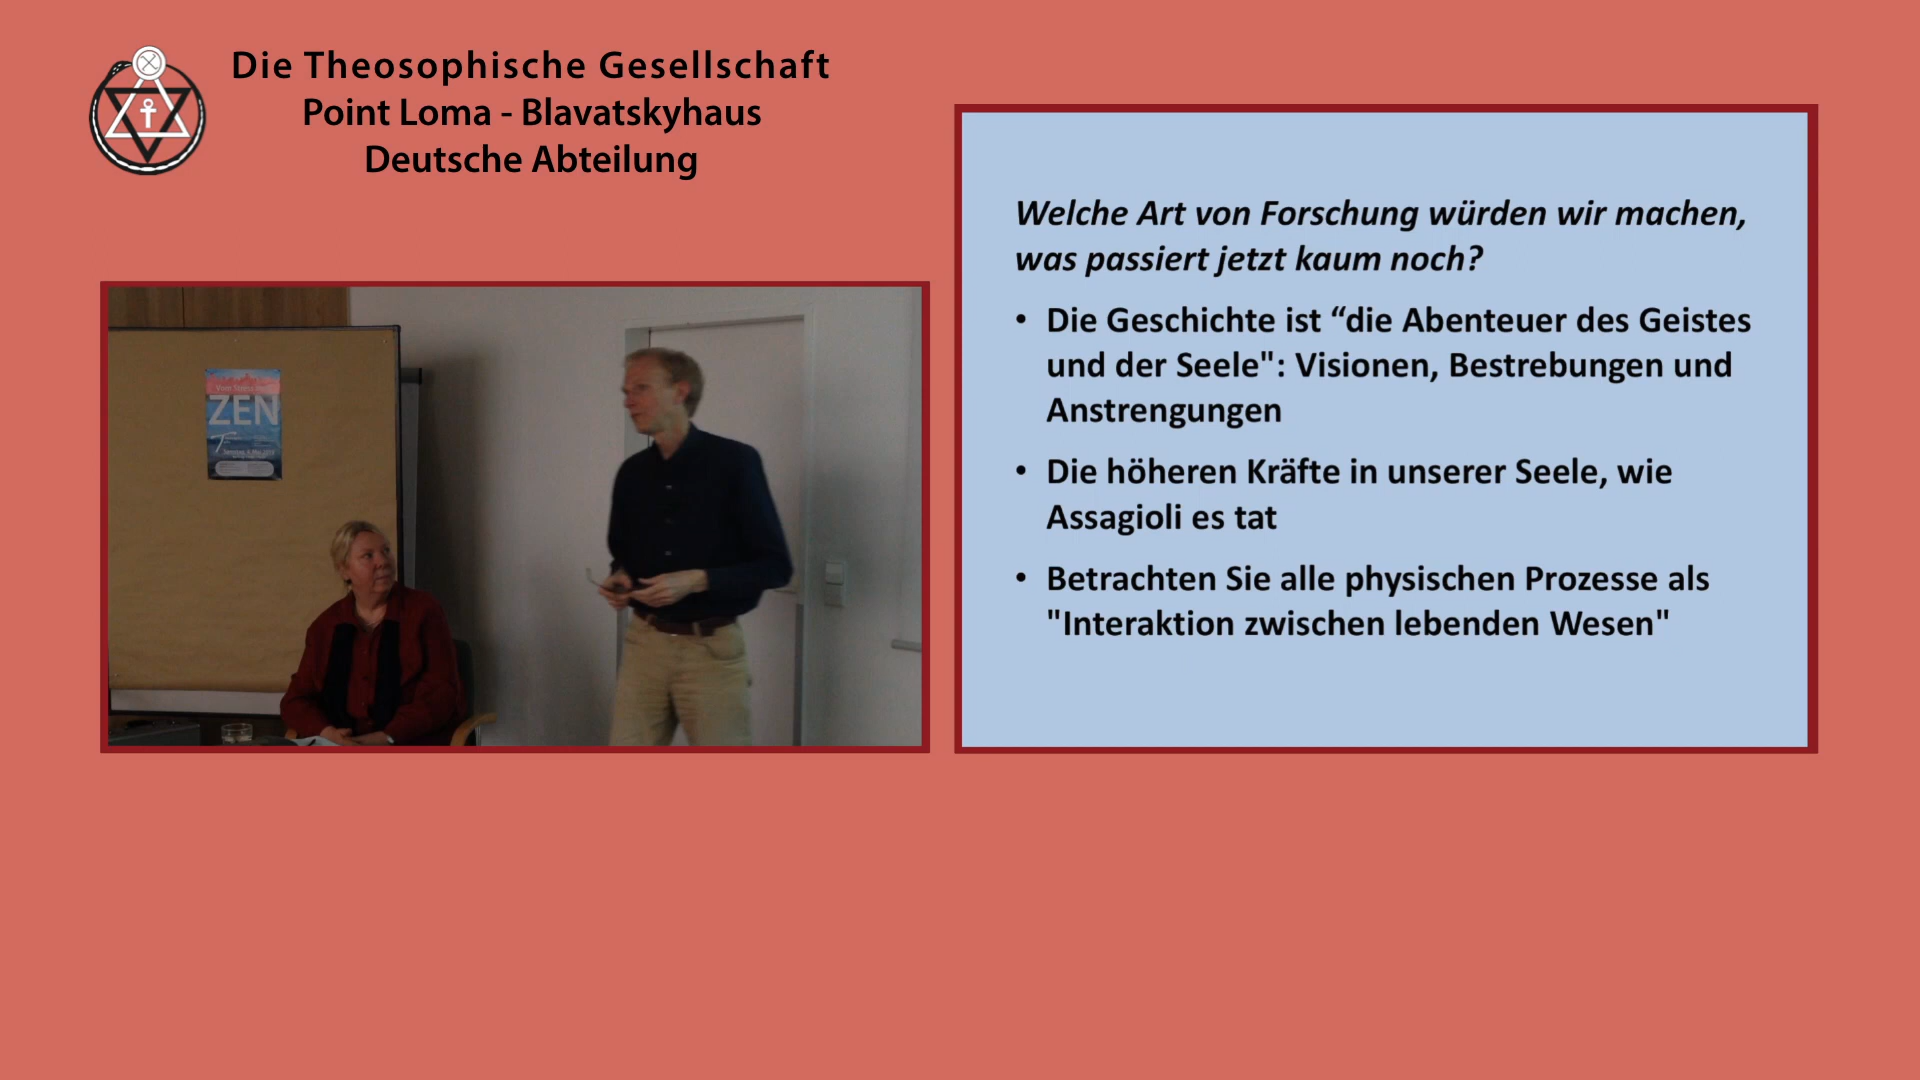 Die Theosophische Gesellschaft
Point Loma - Blavatskyhaus
Deutsche Abteilung
ZEN
Welche Art von Forschung würden wir machen,
was passiert jetzt kaum noch?
• Die Geschichte ist “die Abenteuer des Geistes
und der Seele": Visionen, Bestrebungen und
Anstrengungen
• Die höheren Kräfte in unserer Seele, wie
Assagioli es tat
• Betrachten Sie alle physischen Prozesse als
"Interaktion zwischen lebenden Wesen"